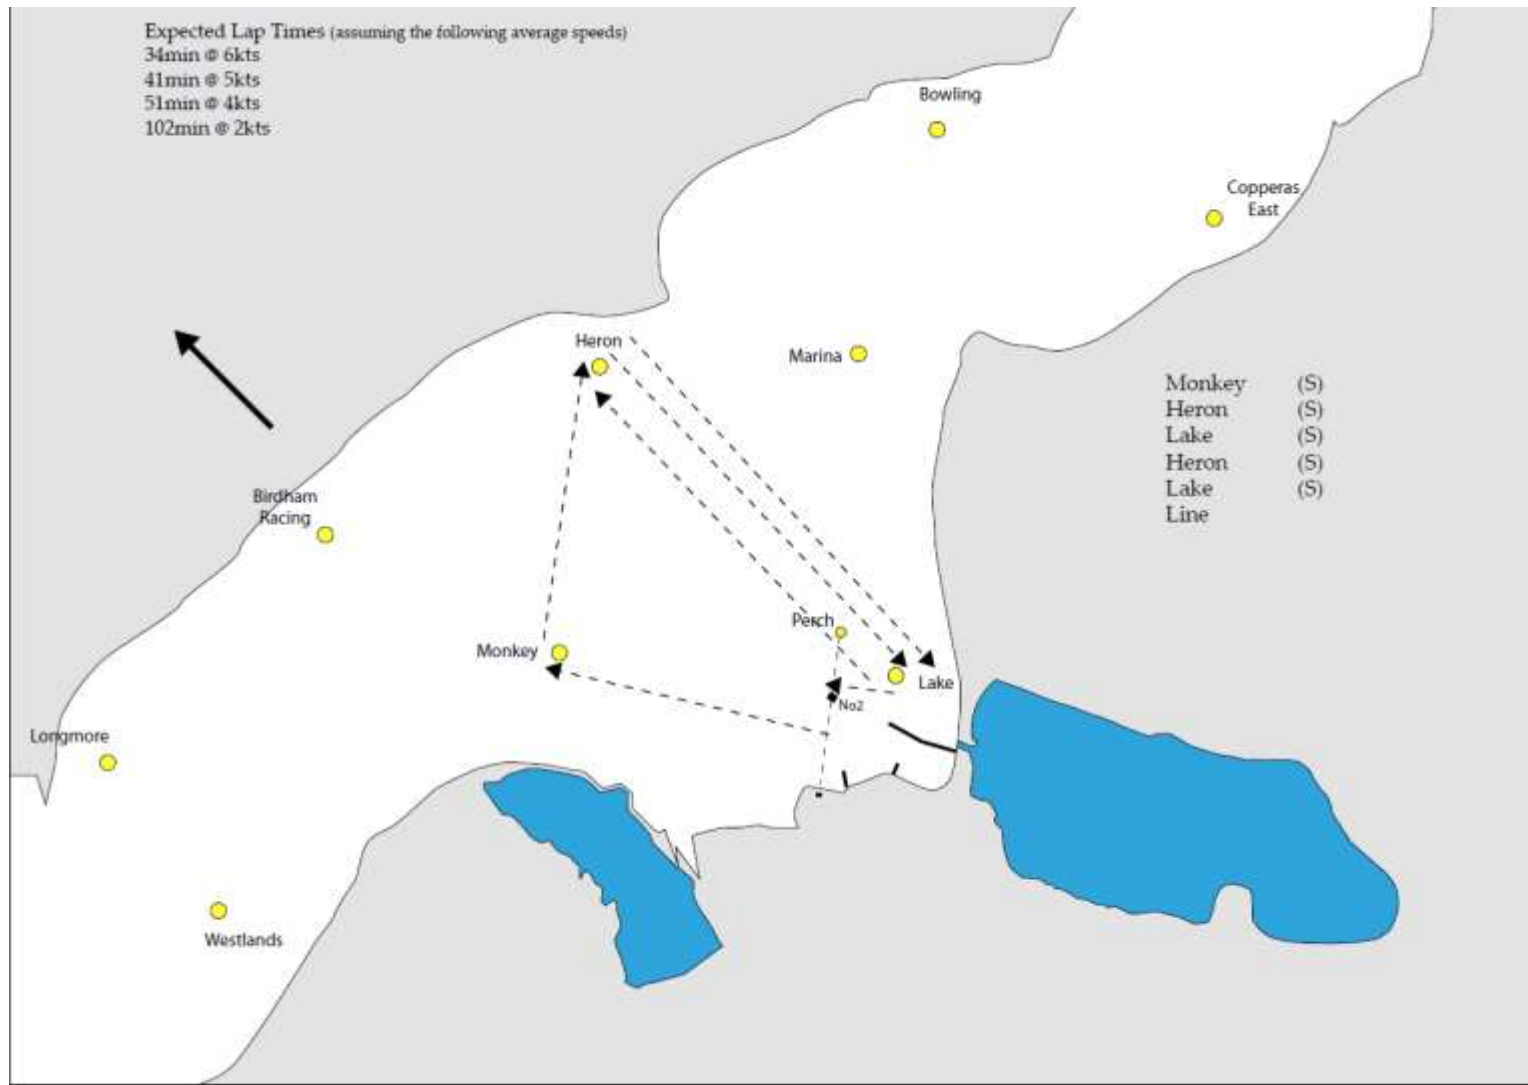 Expected Lap Times (assuming the following average speeds)
34min @ 6kts
41min @ 5kts
51min @ 4kts
102min @ 2kts
Bowling
Copperas
East
Heron
Marina
Monkey (S)
Heron (S)
Lake (S)
Heron (S)
Lake (S)
Line
Birdham
Racing
Perch
Monkey
Lake
No2
Longmore
Westlands